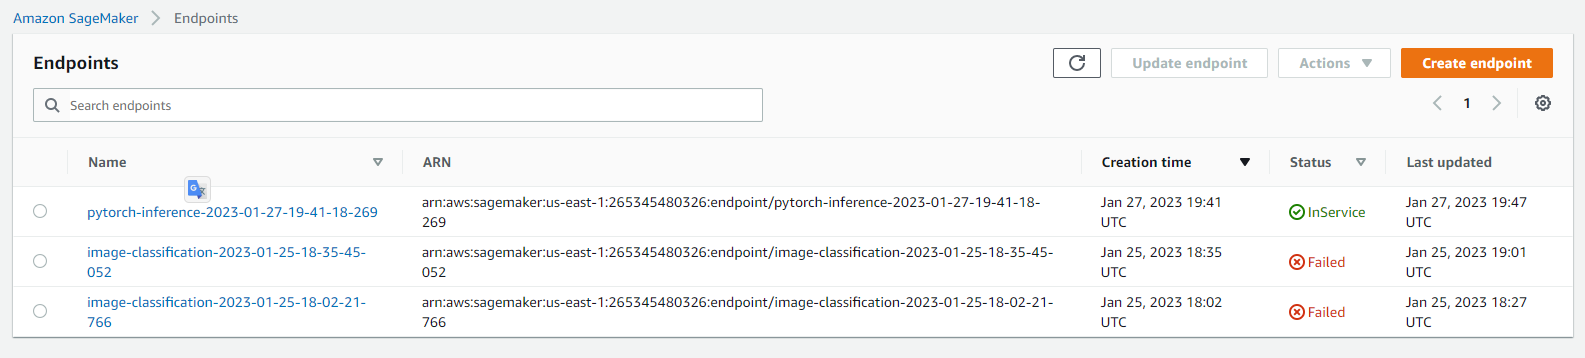 Amazon SageMaker > Endpoints
Endpoints
Update endpoint
Actions
Create endpoint
Search endpoints
1
Name ARN Creation time Status Last updated
pytorch-inference-2023-01-27-19-41-18-269
arn:aws:sagemaker:us-east-1:265345480326:endpoint/pytorch-inference-2023-01-27-19-41-18-
269
Jan 27, 2023 19:41
UTC
InService
Jan 27, 2023 19:47
UTC
image-classification-2023-01-25-18-35-45-
052
arn:aws:sagemaker:us-east-1:265345480326:endpoint/image-classification-2023-01-25-18-35-45-
052
Jan 25, 2023 18:35
UTC
Failed
Jan 25, 2023 19:01
UTC
image-classification-2023-01-25-18-02-21-
766
arn:aws:sagemaker:us-east-1:265345480326:endpoint/image-classification-2023-01-25-18-02-21-
766
Jan 25, 2023 18:02
UTC
Failed
Jan 25, 2023 18:27
UTC